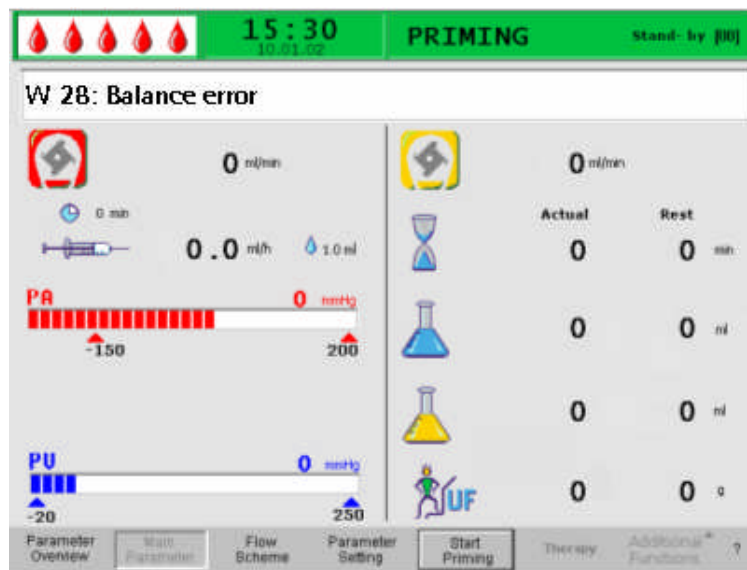 15:30
10.01.02
PRIMING
Stand- by [00]
W 28: Balance error
0 ml/min
0 min
0.0 ml/h
1.0 ml
PA 0 mmHg
-150 200
PV 0 mmHg
-20 250
0 ml/min
Actual Rest
0 0 min
0 0 ml
0 0 ml
UF 0 0 g
Parameter Overview
Main Parameter
Flow Scheme
Parameter Setting
Start Priming
Therapy
Additional* Functions
?